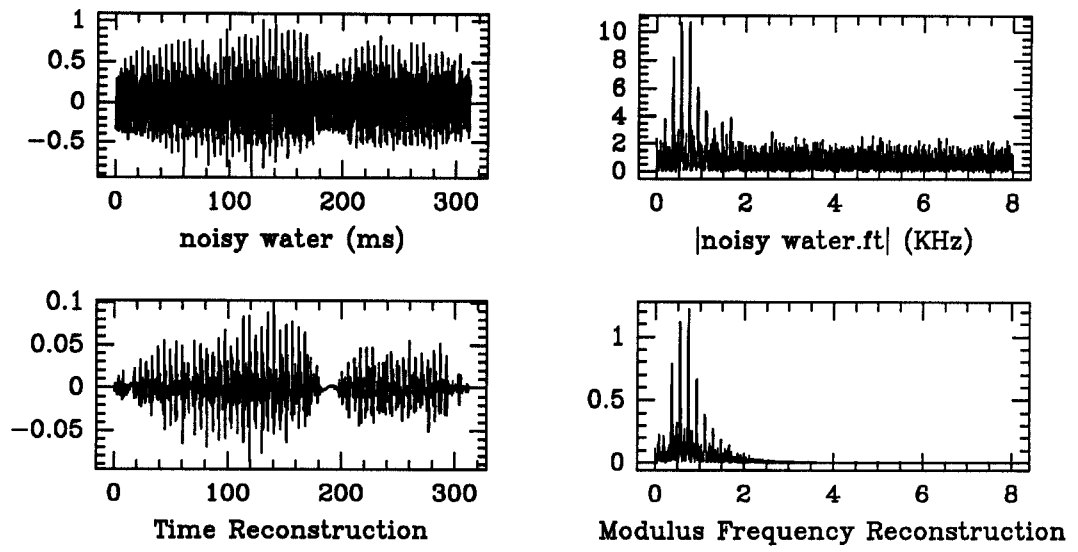 1
0.5
0
−0.5
0 100 200 300
noisy water (ms)
10
8
6
4
2
0
0 2 4 6 8
|noisy water.ft| (KHz)
0.1
0.05
0
−0.05
0 100 200 300
Time Reconstruction
1
0.5
0
0 2 4 6 8
Modulus Frequency Reconstruction